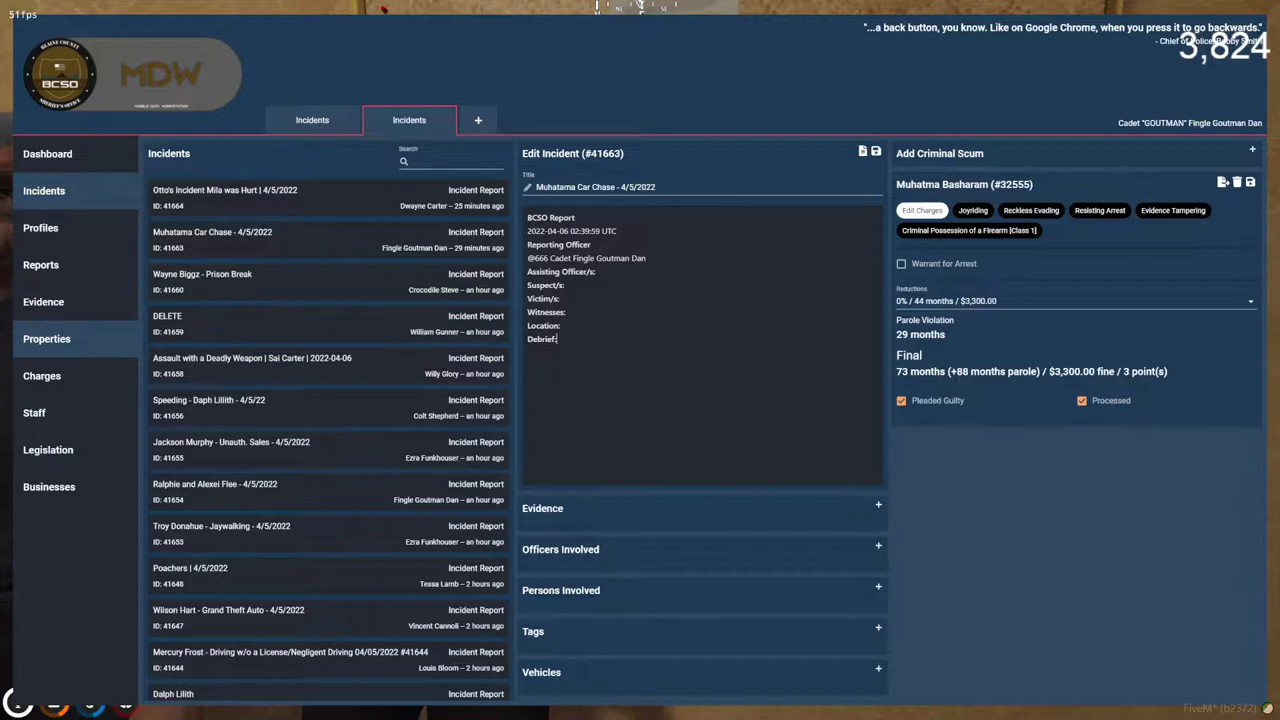 51fps
N
NE
"...a back button, you know. Like on Google Chrome, when you press it to go backwards."
- Chief of Police Bobby Smith
3,824
BLAINE COUNTY
BCSO
SHERIFF'S OFFICE
MDW
MOBILE DATA WORKSTATION
Incidents
Incidents
+
Cadet "GOUTMAN" Fingle Goutman Dan
Dashboard
Incidents
Profiles
Reports
Evidence
Properties
Charges
Staff
Legislation
Businesses
Incidents
Search
Otto's Incident Mila was Hurt | 4/5/2022 Incident Report
ID: 41664 Dwayne Carter – 25 minutes ago
Muhatama Car Chase - 4/5/2022 Incident Report
ID: 41663 Fingle Goutman Dan – 29 minutes ago
Wayne Biggz - Prison Break Incident Report
ID: 41660 Crocodile Steve – an hour ago
DELETE Incident Report
ID: 41659 William Gunner – an hour ago
Assault with a Deadly Weapon | Sai Carter | 2022-04-06 Incident Report
ID: 41658 Willy Glory – an hour ago
Speeding - Daph Lillith - 4/5/22 Incident Report
ID: 41656 Colt Shepherd – an hour ago
Jackson Murphy - Unauth. Sales - 4/5/2022 Incident Report
ID: 41655 Ezra Funkhouser – an hour ago
Ralphie and Alexei Flee - 4/5/2022 Incident Report
ID: 41654 Fingle Goutman Dan – an hour ago
Troy Donahue - Jaywalking - 4/5/2022 Incident Report
ID: 41653 Ezra Funkhouser – an hour ago
Poachers | 4/5/2022 Incident Report
ID: 41648 Tessa Lamb – 2 hours ago
Wilson Hart - Grand Theft Auto - 4/5/2022 Incident Report
ID: 41647 Vincent Cannoli – 2 hours ago
Mercury Frost - Driving w/o a License/Negligent Driving 04/05/2022 #41644 Incident Report
ID: 41644 Louis Bloom – 2 hours ago
Dalph Lilith Incident Report
Edit Incident (#41663)
Title
Muhatama Car Chase - 4/5/2022
BCSO Report
2022-04-06 02:39:59 UTC
Reporting Officer
@666 Cadet Fingle Goutman Dan
Assisting Officer/s:
Suspect/s:
Victim/s:
Witnesses:
Location:
Debrief:
Evidence +
Officers Involved +
Persons Involved +
Tags +
Vehicles +
Add Criminal Scum +
Muhatma Basharam (#32555)
Edit Charges Joyriding Reckless Evading Resisting Arrest Evidence Tampering
Criminal Possession of a Firearm [Class 1]
Warrant for Arrest
Reductions
0% / 44 months / $3,300.00
Parole Violation
29 months
Final
73 months (+88 months parole) / $3,300.00 fine / 3 point(s)
Pleaded Guilty Processed
FiveM* (b2372)